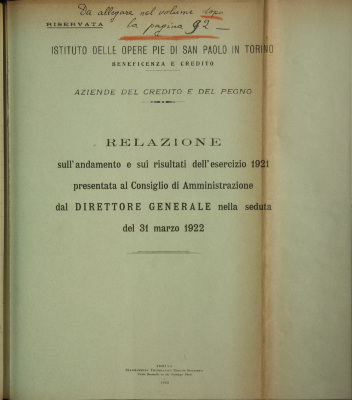 Da allegare nel volume dopo
la pagina 92 —
RISERVATA
ISTITUTO DELLE OPERE PIE DI SAN PAOLO IN TORINO
BENEFICENZA E CREDITO
AZIENDE DEL CREDITO E DEL PEGNO
RELAZIONE
sull'andamento e sui risultati dell'esercizio 1921
presentata al Consiglio di Amministrazione
dal DIRETTORE GENERALE nella seduta
del 31 marzo 1922